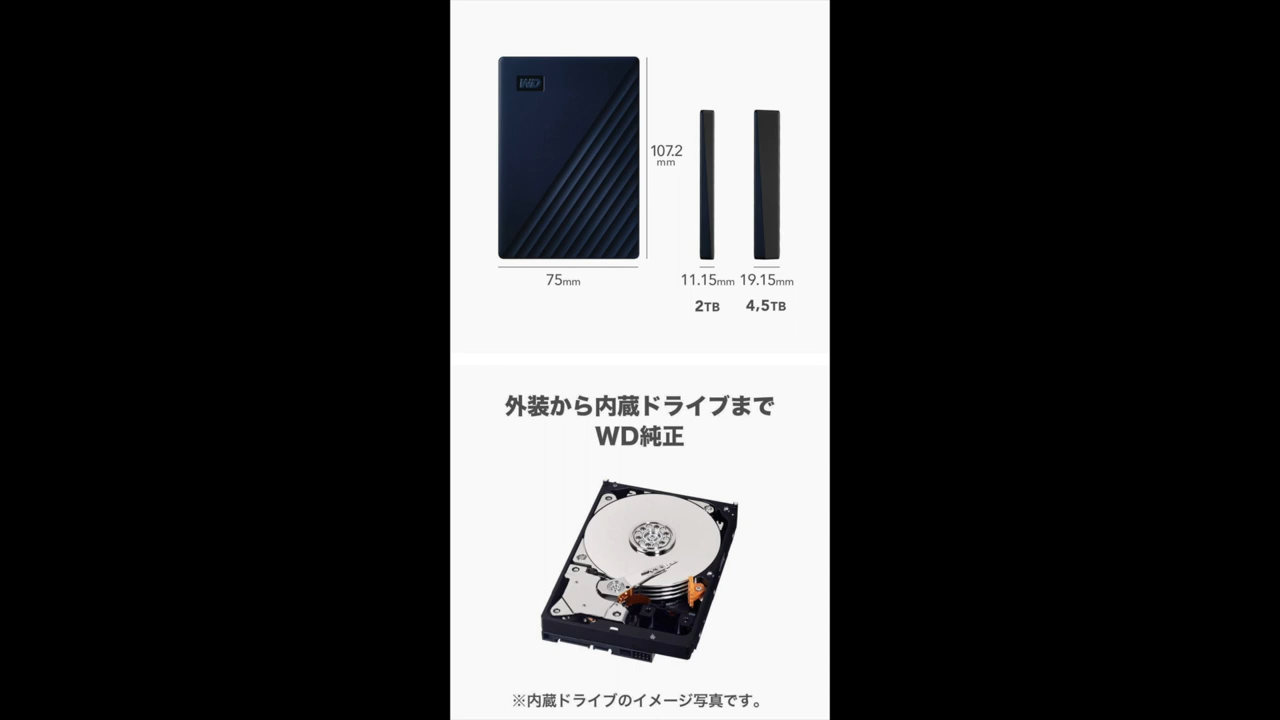 WD
107.2
mm
75mm
11.15mm 19.15mm
2TB 4,5TB
外装から内蔵ドライブまで
WD純正
※内蔵ドライブのイメージ写真です。